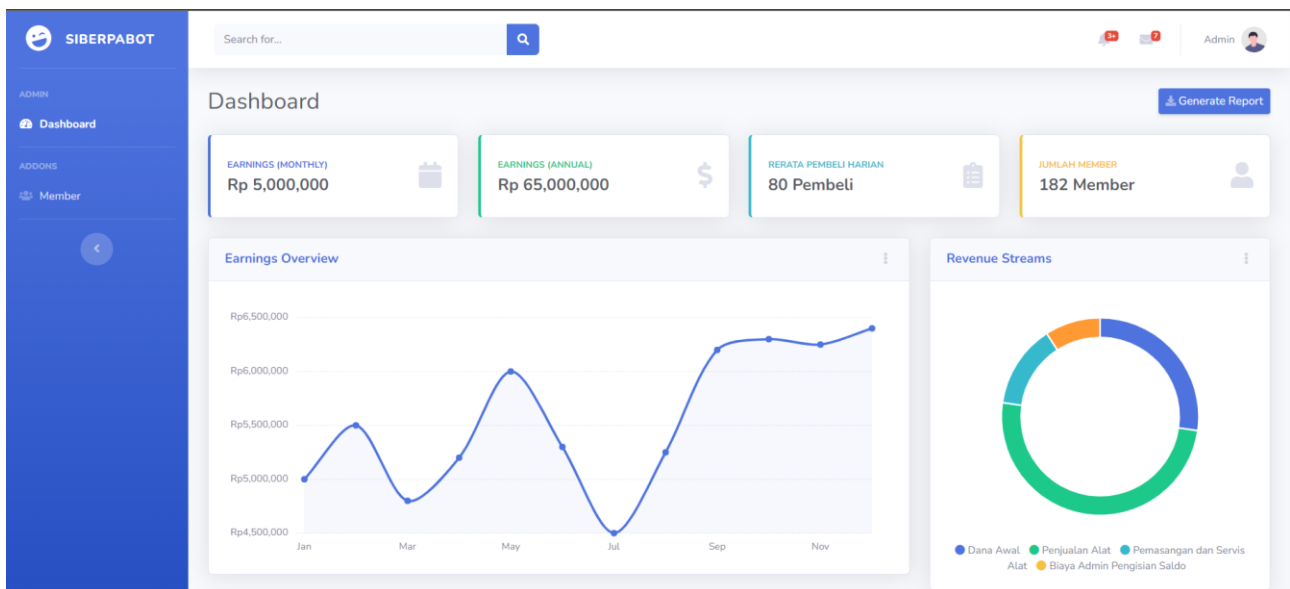 SIBERPABOT
Search for...
3+
7
Admin
ADMIN
Dashboard
ADDONS
Member
Dashboard
Generate Report
EARNINGS (MONTHLY)
Rp 5,000,000
EARNINGS (ANNUAL)
Rp 65,000,000
RERATA PEMBELI HARIAN
80 Pembeli
JUMLAH MEMBER
182 Member
Earnings Overview
Rp6,500,000
Rp6,000,000
Rp5,500,000
Rp5,000,000
Rp4,500,000
Jan Mar May Jul Sep Nov
Revenue Streams
Dana Awal Penjualan Alat Pemasangan dan Servis
Alat Biaya Admin Pengisian Saldo